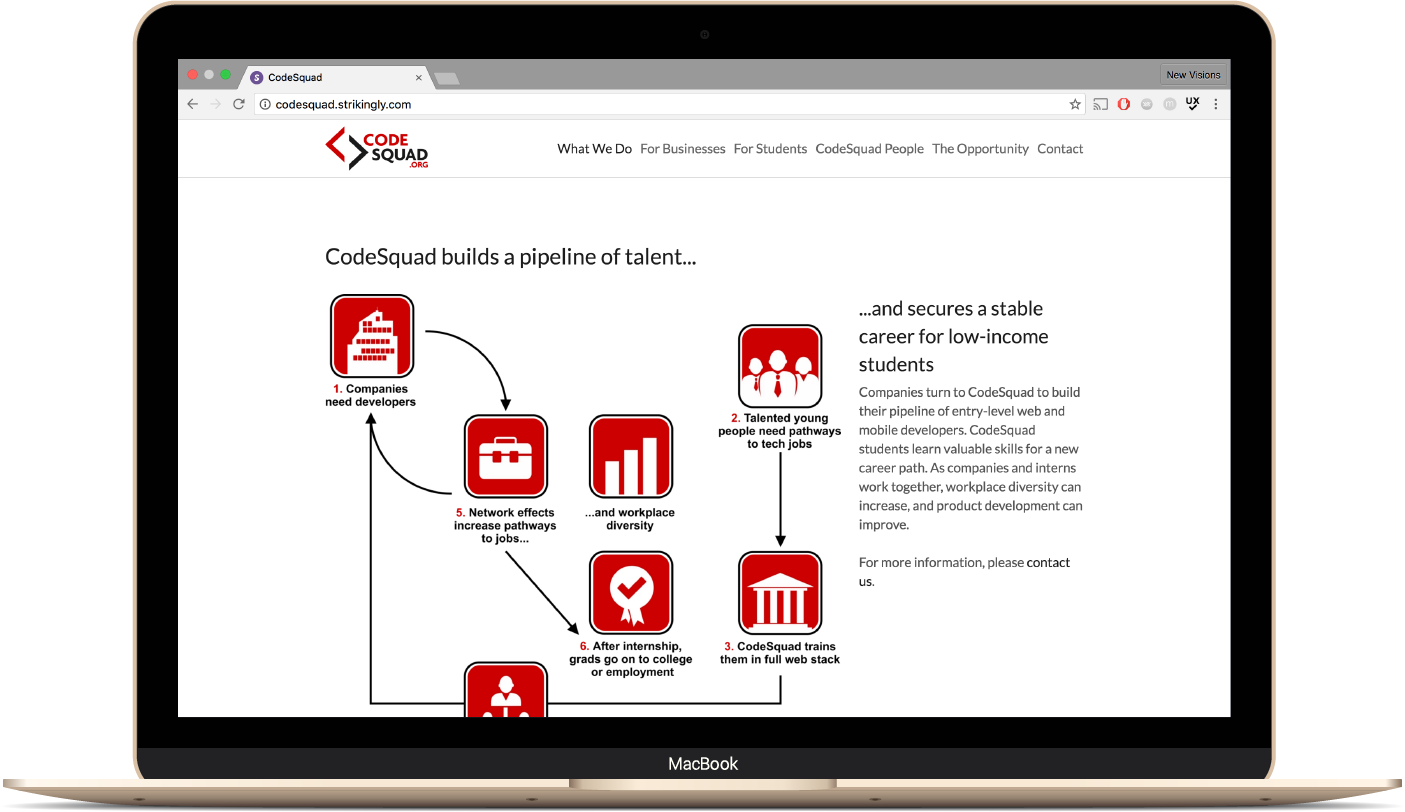 CodeSquad
New Visions
codesquad.strikingly.com
UX
CODE
SQUAD
.ORG
What We Do For Businesses For Students CodeSquad People The Opportunity Contact
CodeSquad builds a pipeline of talent...
1. Companies
need developers
5. Network effects
increase pathways
to jobs...
...and workplace
diversity
6. After internship,
grads go on to college
or employment
2. Talented young
people need pathways
to tech jobs
3. CodeSquad trains
them in full web stack
...and secures a stable
career for low-income
students
Companies turn to CodeSquad to build
their pipeline of entry-level web and
mobile developers. CodeSquad
students learn valuable skills for a new
career path. As companies and interns
work together, workplace diversity can
increase, and product development can
improve.
For more information, please contact
us.
MacBook